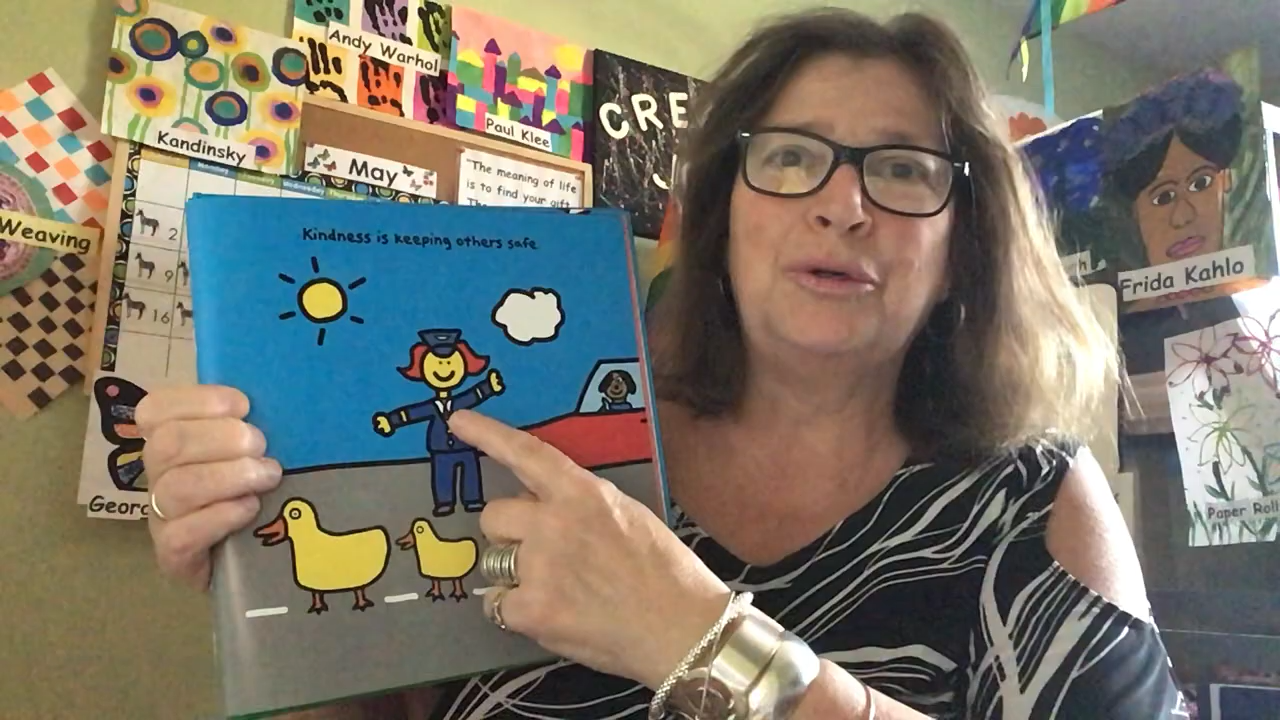 Andy Warhol
Kandinsky
Paul Klee
CRE
May
"The meaning of life
is to find your gift.
Weaving
2
9
16
Kindness is keeping others safe
Frida Kahlo
Paper Roll